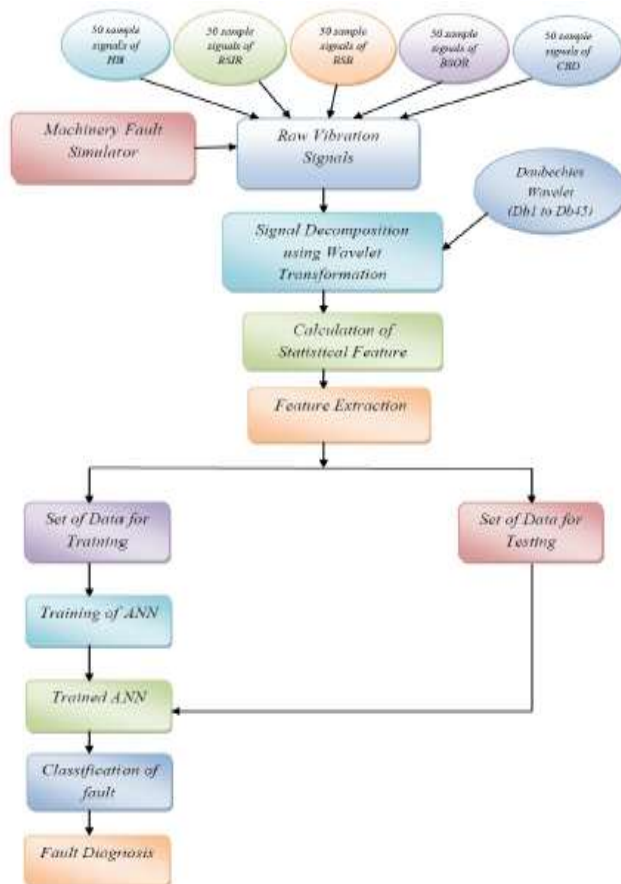 50 sample
signals of
HB
50 sample
signals of
BSIR
50 sample
signals of
BSB
50 sample
signals of
BSOR
50 sample
signals of
CBD
Machinery Fault
Simulator
Raw Vibration
Signals
Daubechies
Wavelet
(Db1 to Db45)
Signal Decomposition
using Wavelet
Transformation
Calculation of
Statistical Feature
Feature Extraction
Set of Data for
Training
Set of Data for
Testing
Training of ANN
Trained ANN
Classification of
fault
Fault Diagnosis